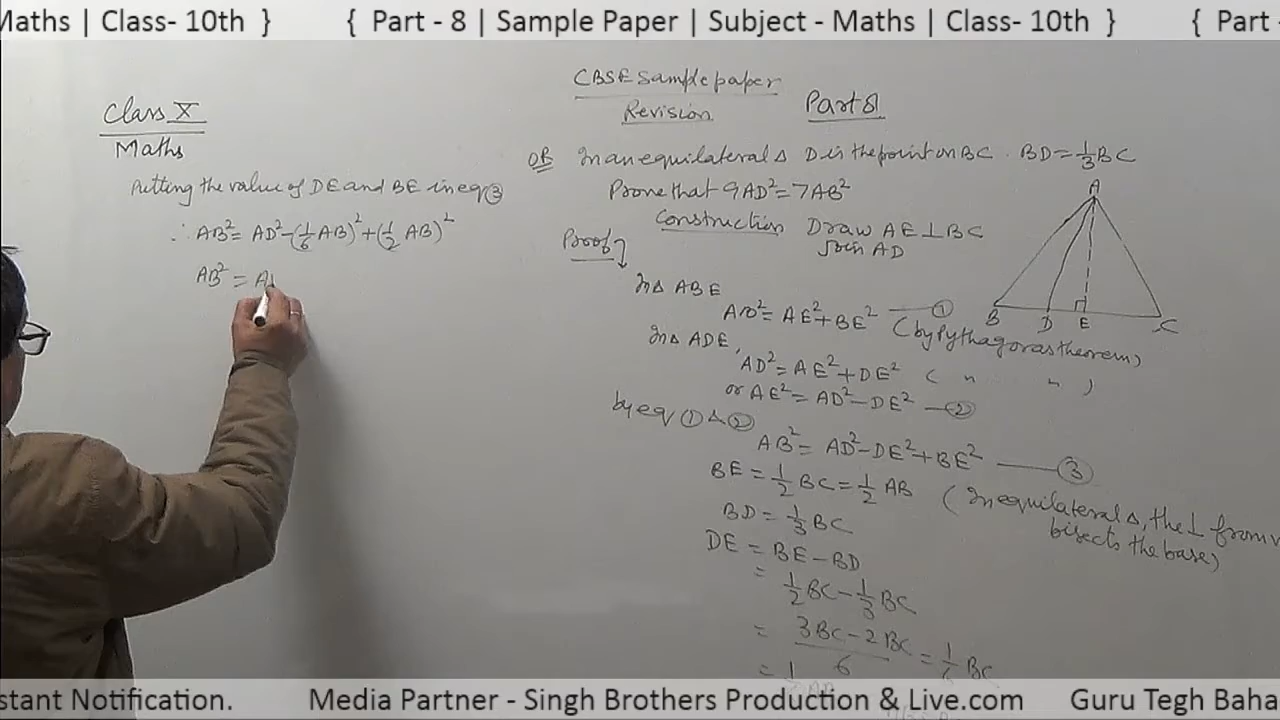 Maths | Class- 10th } { Part - 8 | Sample Paper | Subject - Maths | Class- 10th } { Part -
CBSE Sample paper
Revision
Part 8
Class X
Maths
Putting the value of DE and BE in eq ③
∴ AB² = AD² - (1/6 AB)² + (1/2 AB)²
AB² = A
OR In an equilateral Δ D is the point on BC. BD = 1/3 BC
Prove that 9AD² = 7AB²
Construction Draw AE ⊥ BC
Join AD
Proof
In Δ ABE
AB² = AE² + BE² — ①
(by Pythagoras theorem)
In Δ ADE,
AD² = AE² + DE² ( " " )
or AE² = AD² - DE² — ②
by eq ① & ②
AB² = AD² - DE² + BE² — ③
BE = 1/2 BC = 1/2 AB (In equilateral Δ, the ⊥ from v
bisects the base)
BD = 1/3 BC
DE = BE - BD
= 1/2 BC - 1/3 BC
= 3BC - 2BC / 6 = 1/6 BC
A
B D E C
stant Notification. Media Partner - Singh Brothers Production & Live.com Guru Tegh Baha